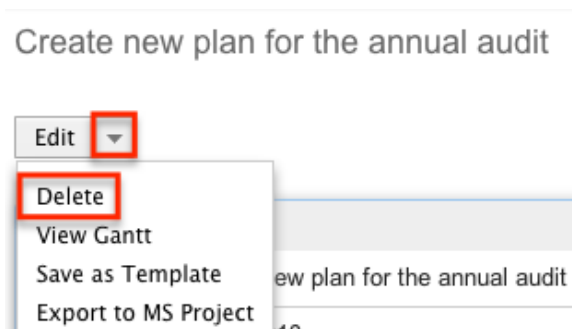 Create new plan for the annual audit
Edit
Delete
View Gantt
Save as Template
ew plan for the annual audit
Export to MS Project